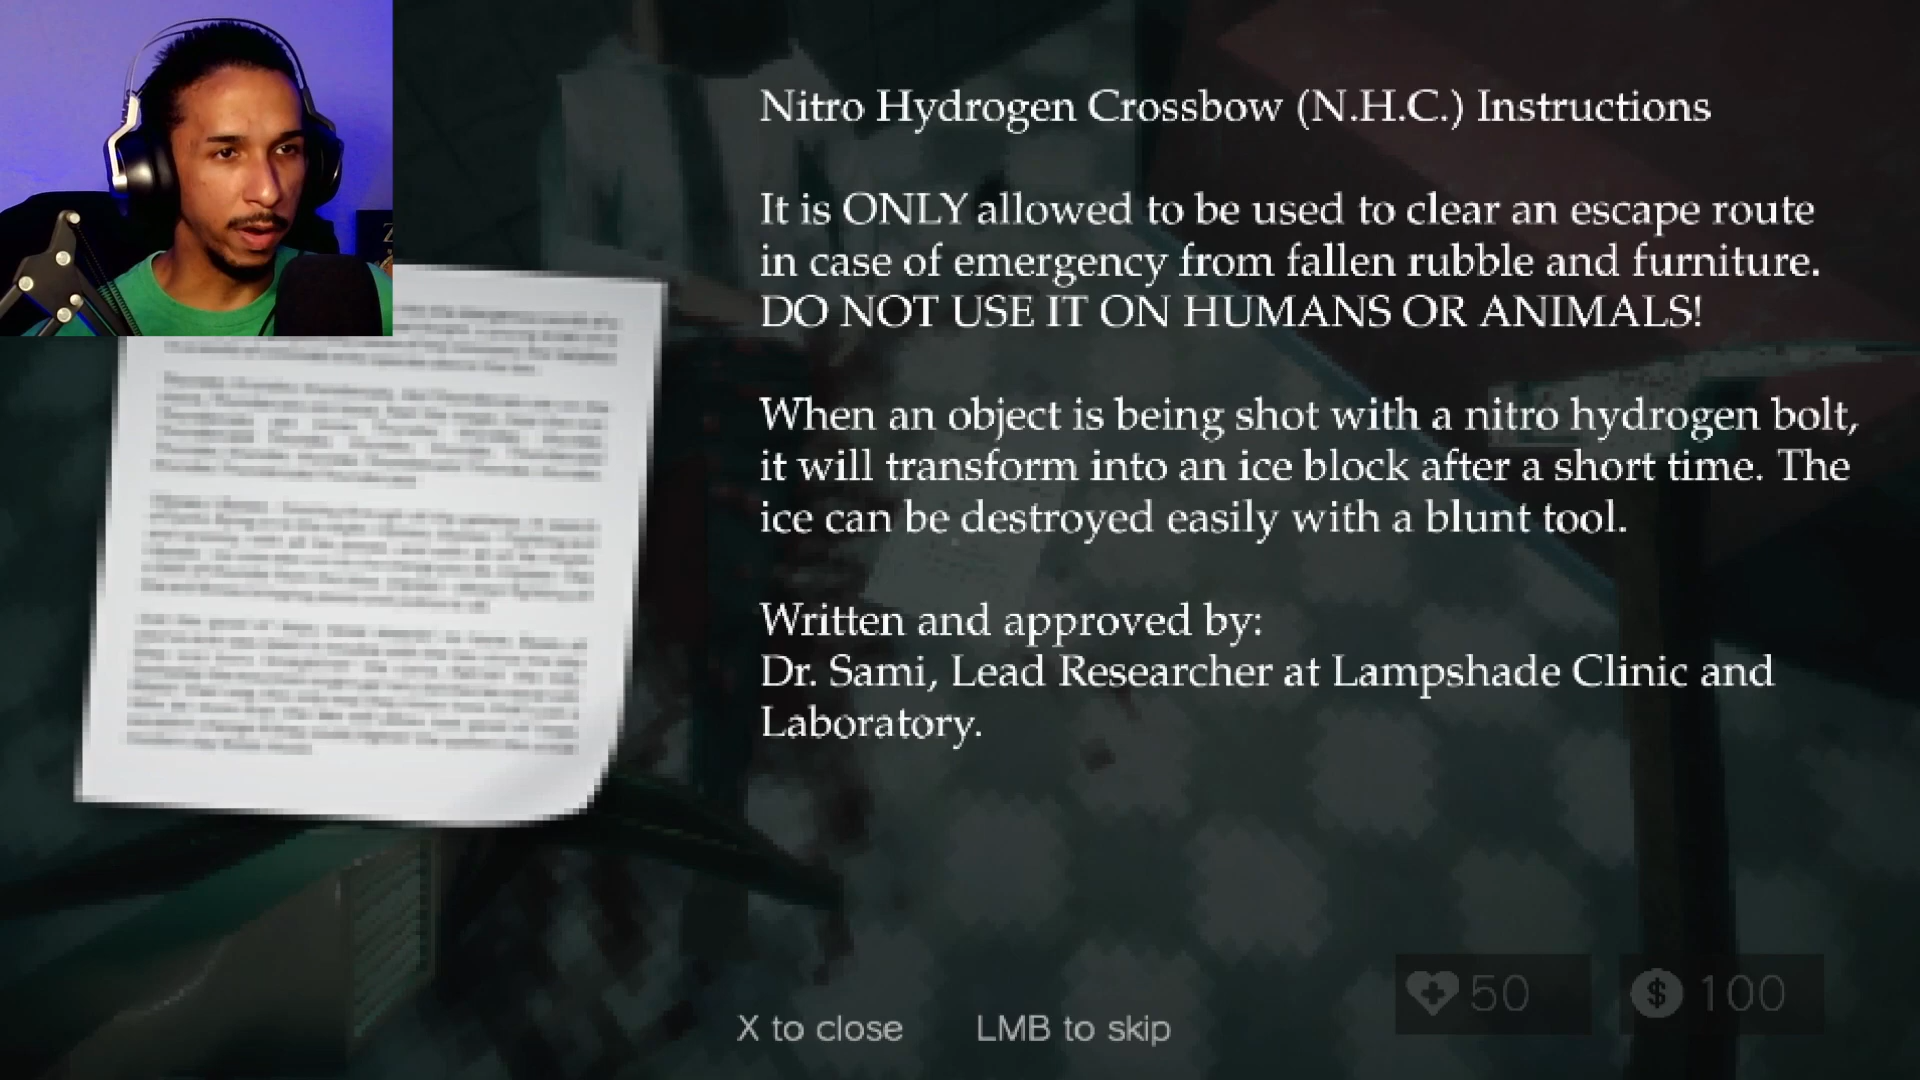 Nitro Hydrogen Crossbow (N.H.C.) Instructions
It is ONLY allowed to be used to clear an escape route
in case of emergency from fallen rubble and furniture.
DO NOT USE IT ON HUMANS OR ANIMALS!
When an object is being shot with a nitro hydrogen bolt,
it will transform into an ice block after a short time. The
ice can be destroyed easily with a blunt tool.
Written and approved by:
Dr. Sami, Lead Researcher at Lampshade Clinic and
Laboratory.
50
$ 100
X to close
LMB to skip